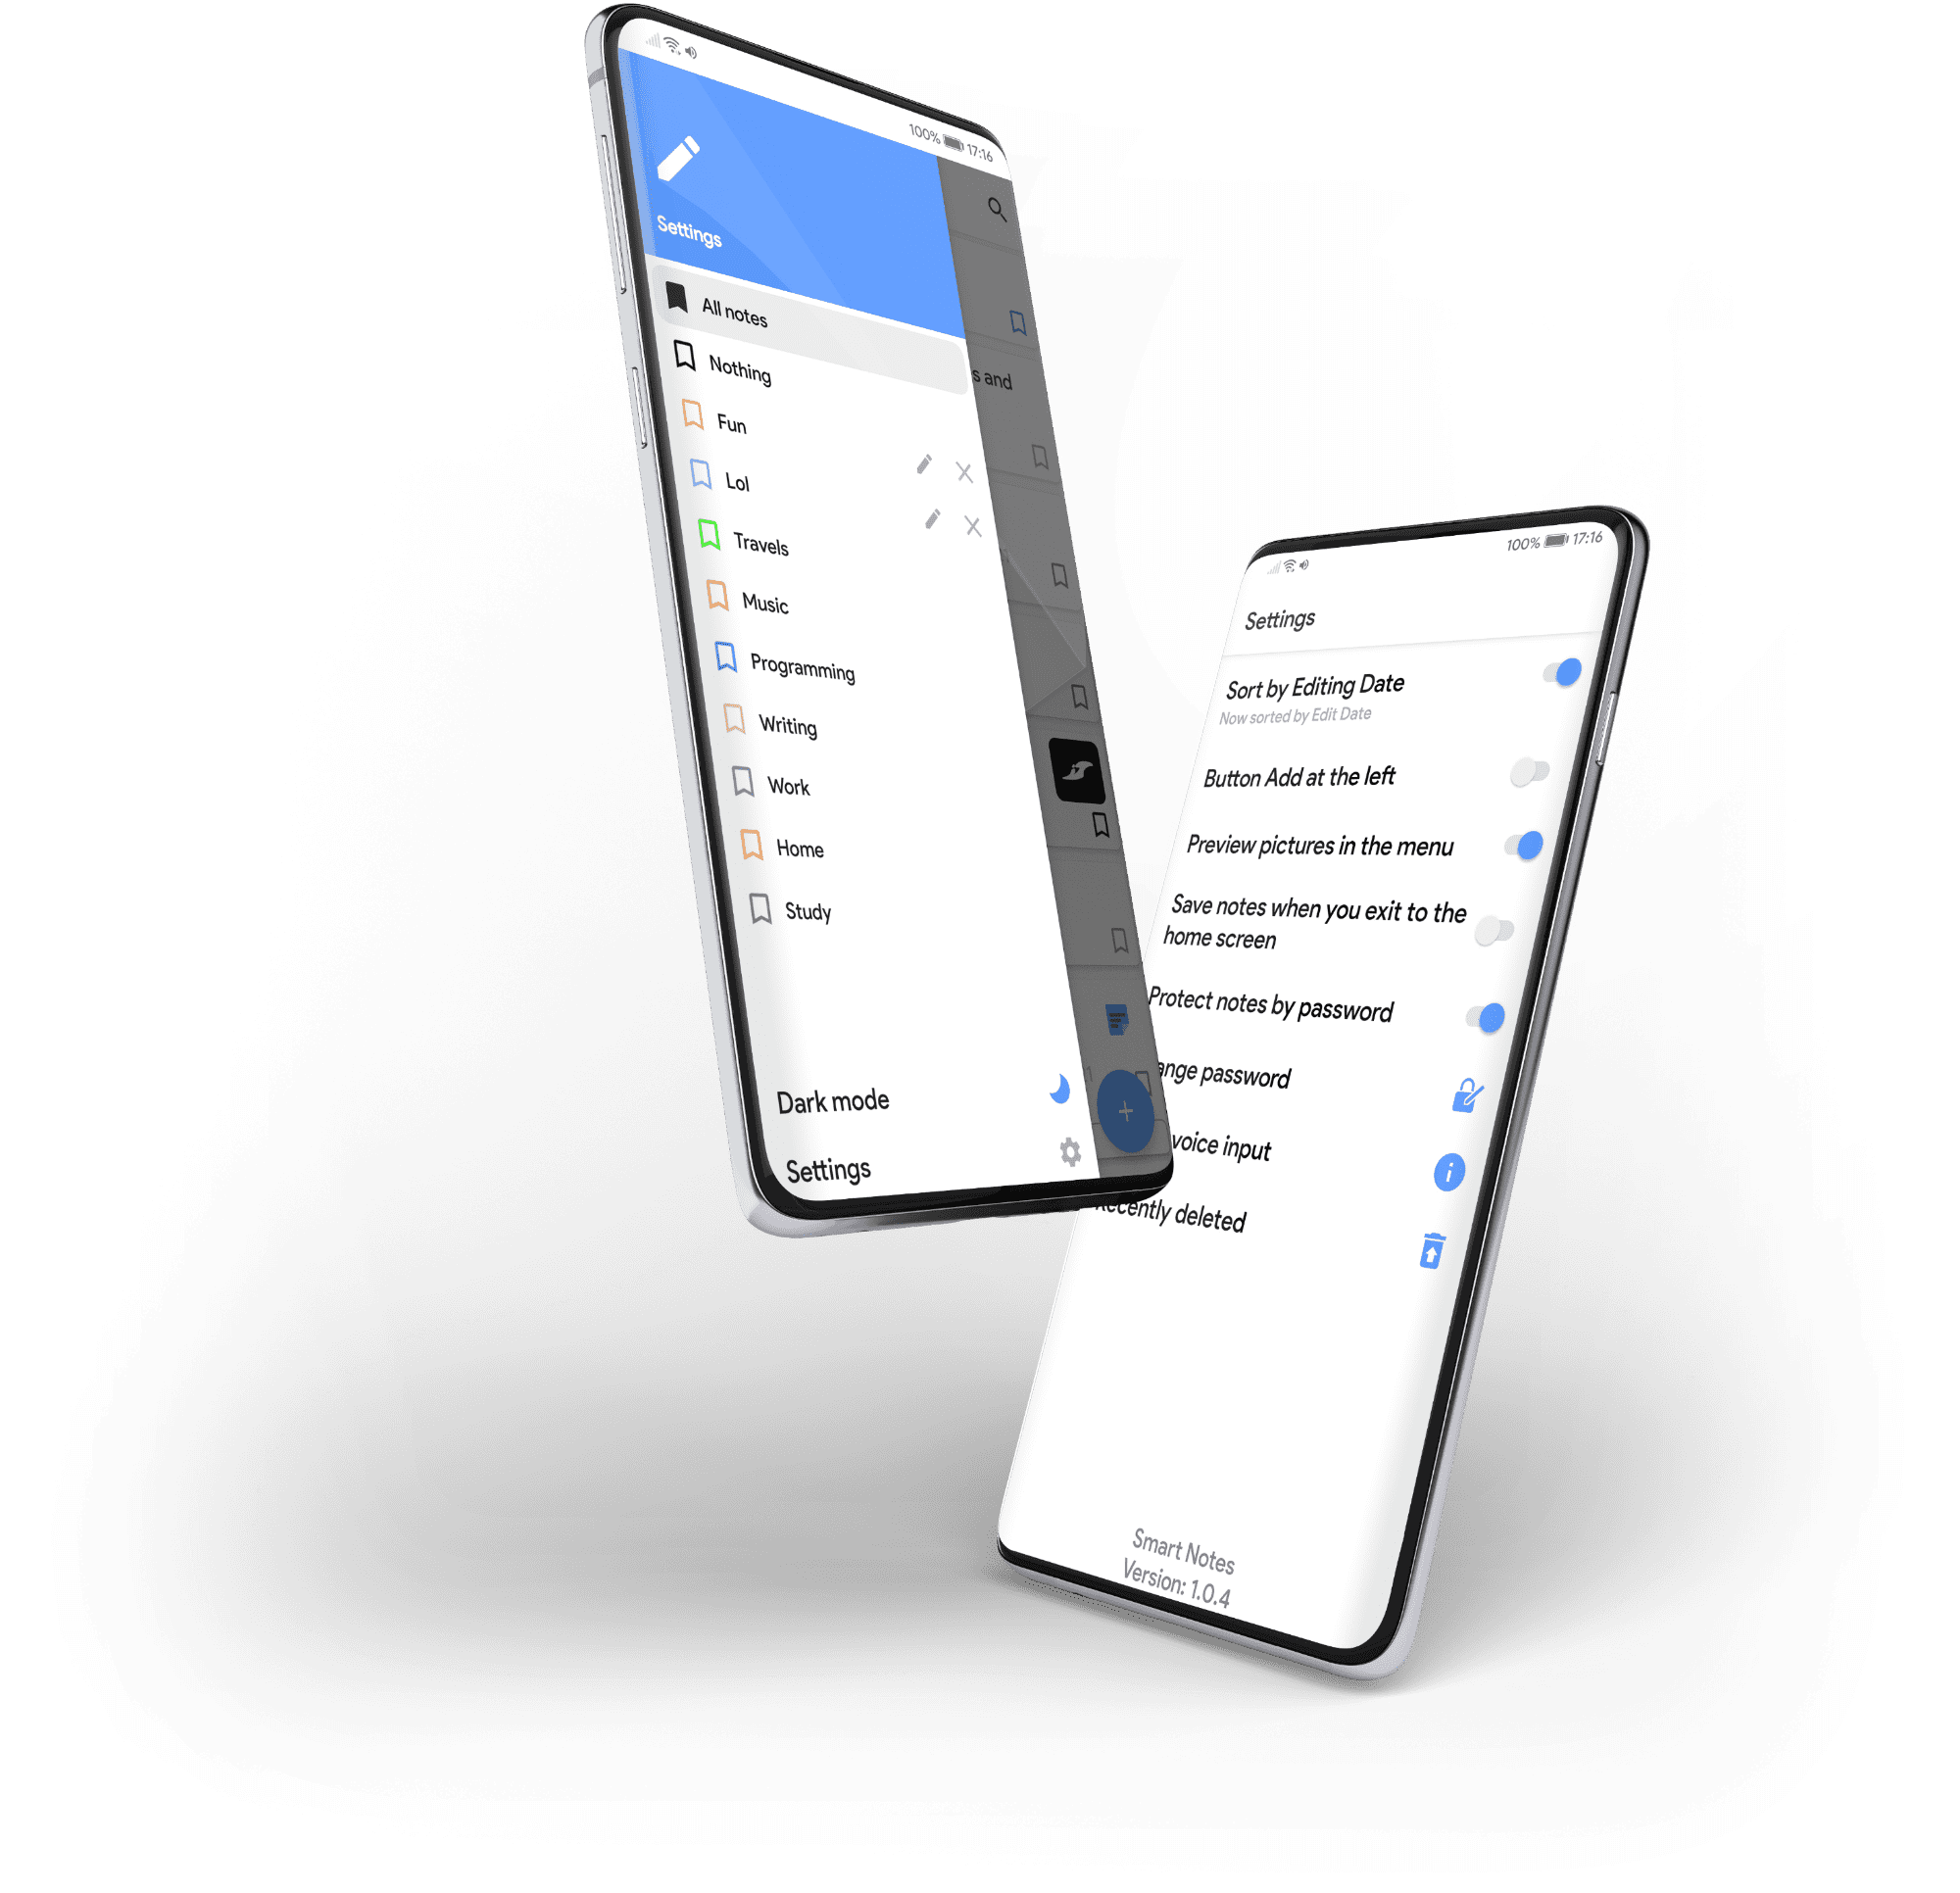 100% 17:16
Settings
All notes
Nothing
Fun
Lol
Travels
Music
Programming
Writing
Work
Home
Study
Dark mode
Settings
s and
100% 17:16
Settings
Sort by Editing Date
Now sorted by Edit Date
Button Add at the left
Preview pictures in the menu
Save notes when you exit to the
home screen
Protect notes by password
ange password
voice input
Recently deleted
Smart Notes
Version: 1.0.4